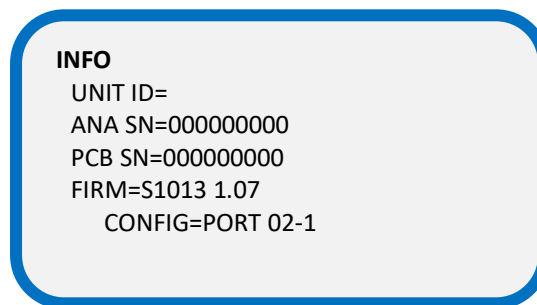 INFO
UNIT ID=
ANA SN=000000000
PCB SN=000000000
FIRM=S1013 1.07
CONFIG=PORT 02-1